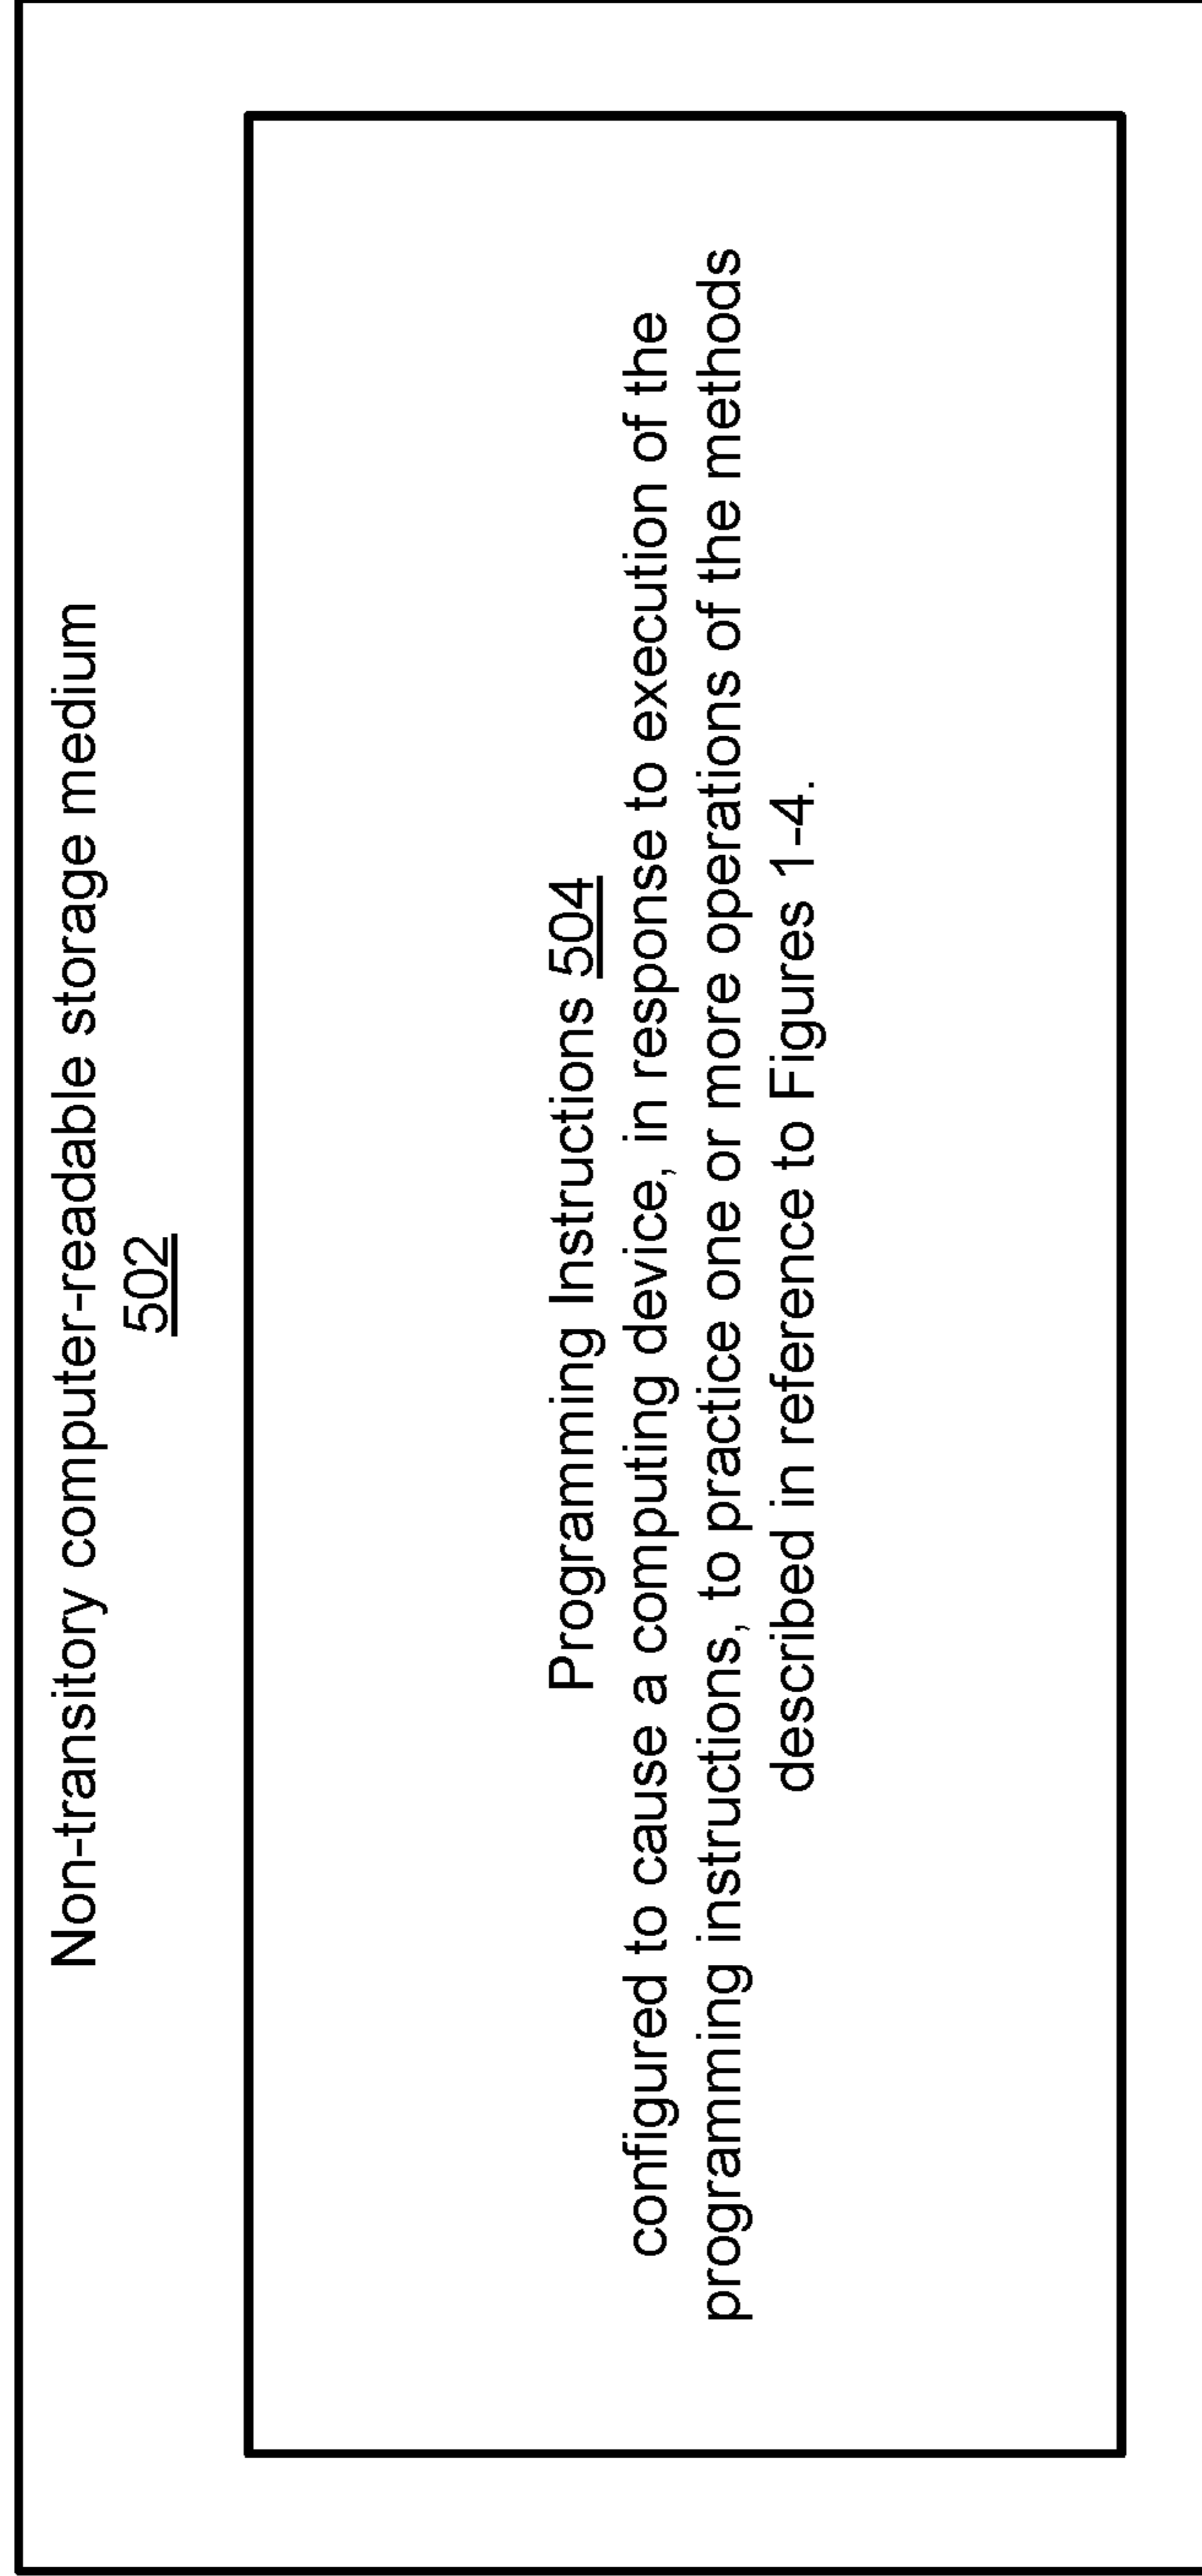 Non-transitory computer-readable storage medium
502
Programming Instructions 504
configured to cause a computing device, in response to execution of the
programming instructions, to practice one or more operations of the methods
described in reference to Figures 1-4.